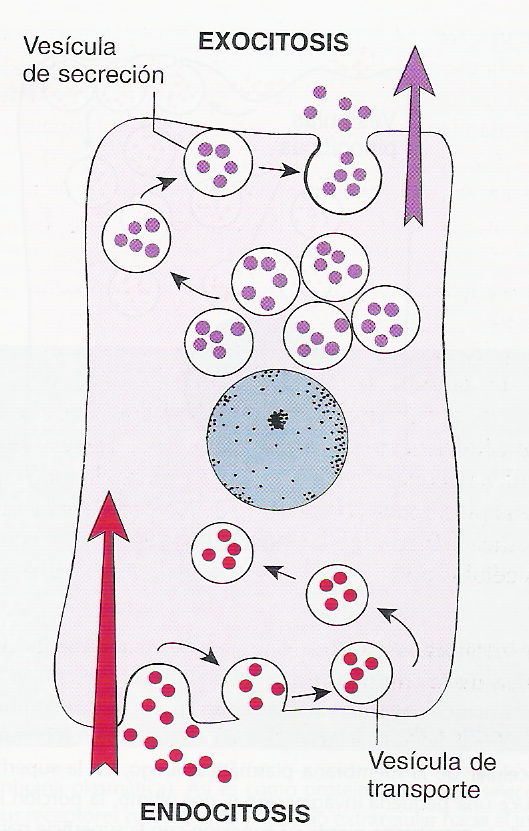 EXOCITOSIS
Vesícula
de secreción
Vesícula de
transporte
ENDOCITOSIS